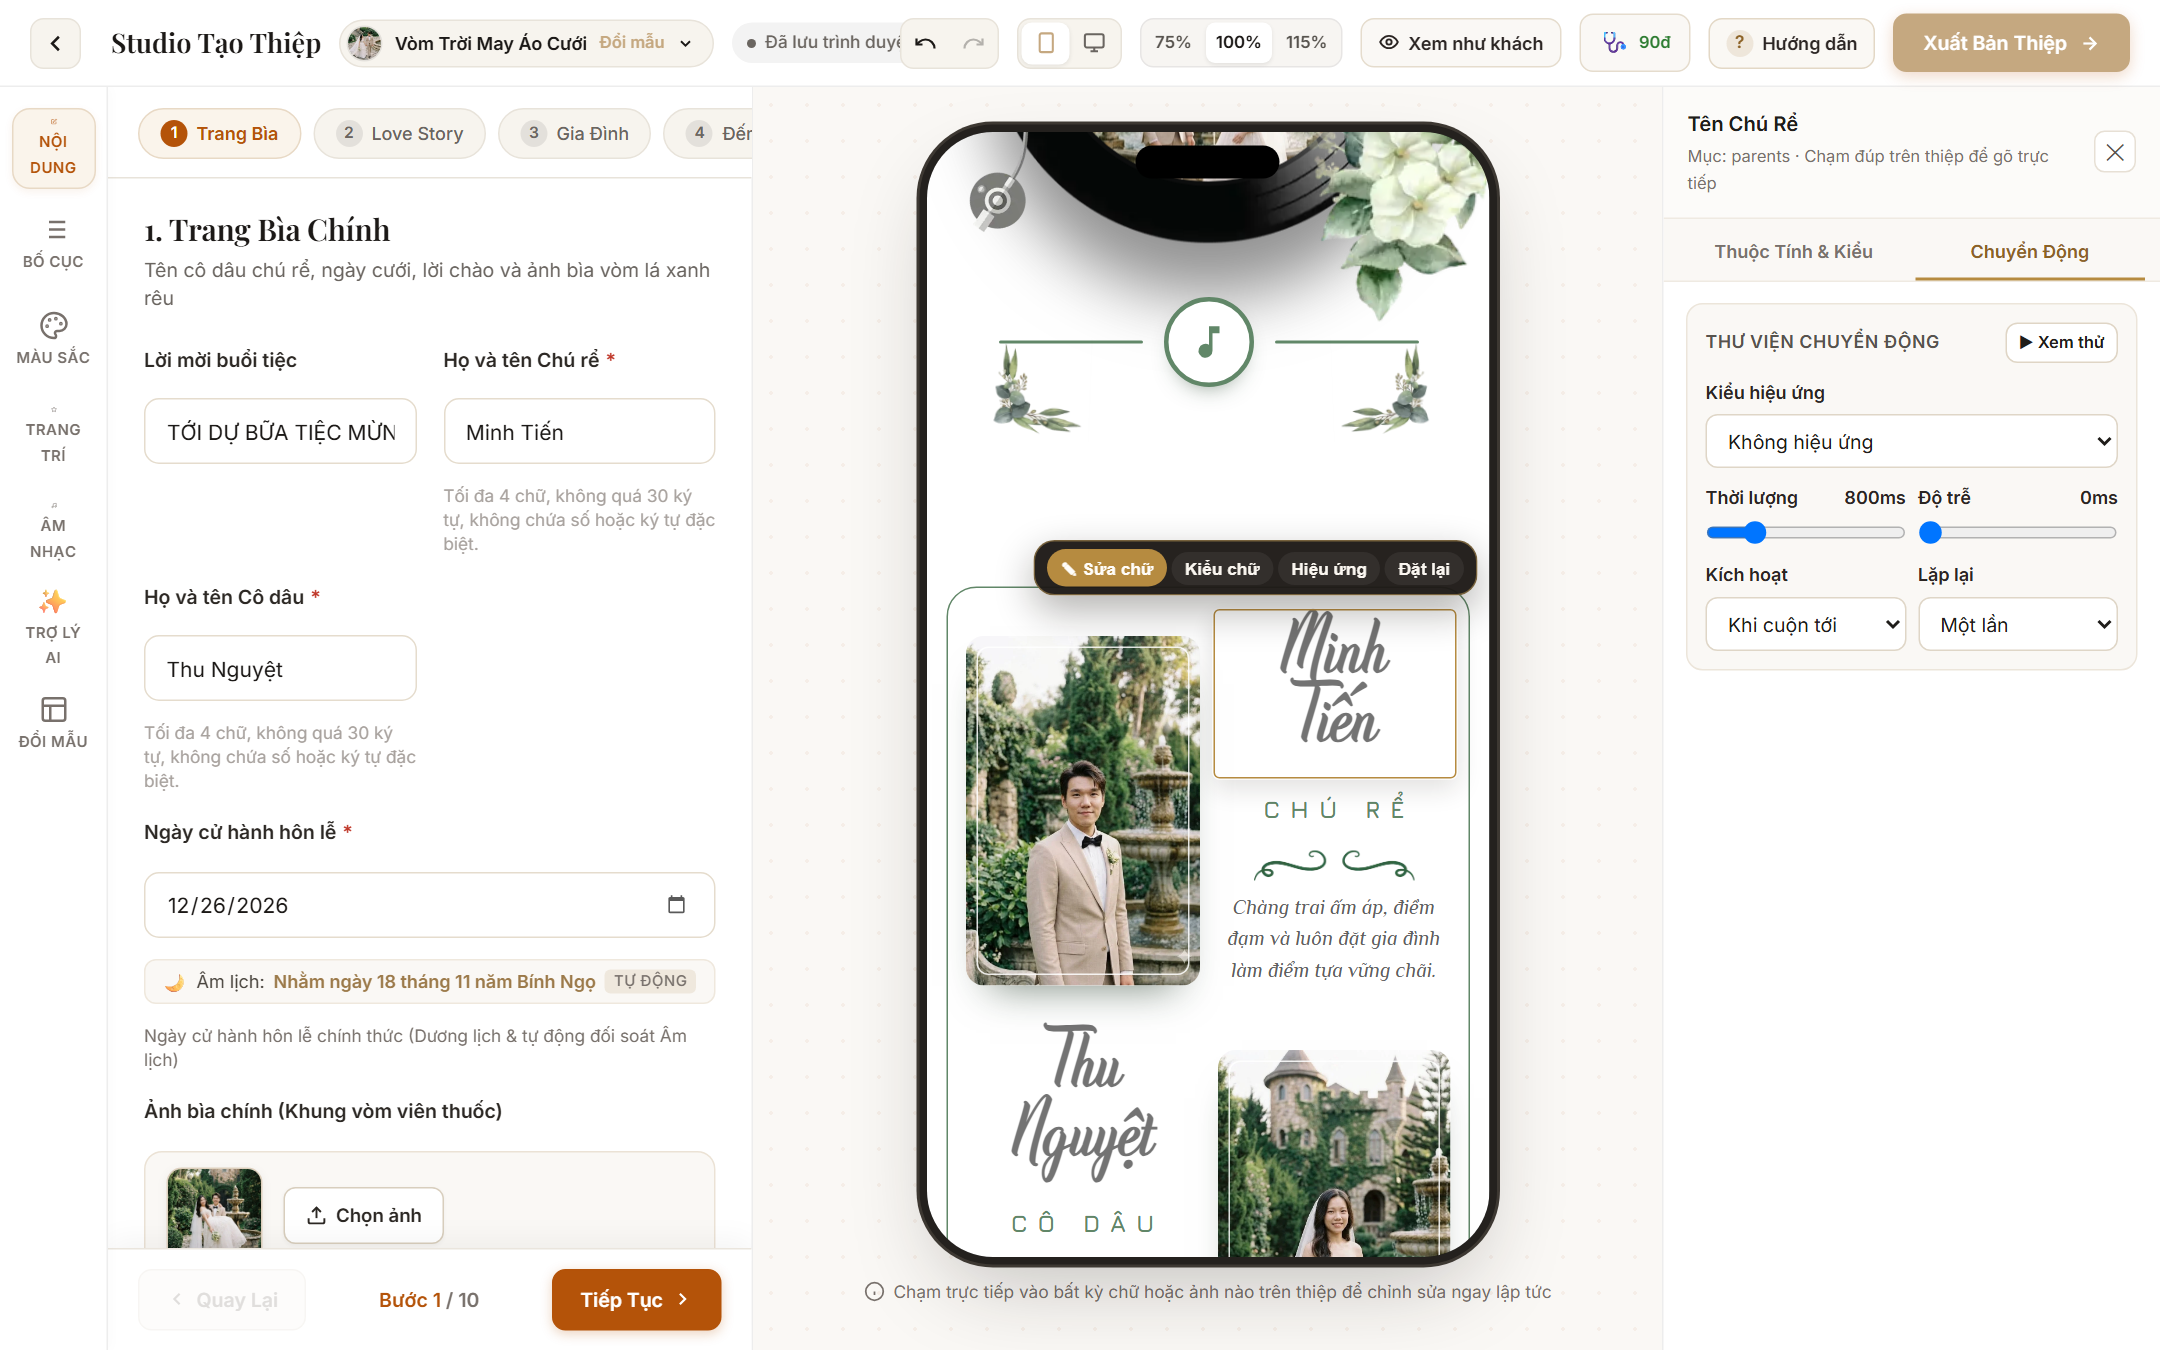 Studio Tạo Thiệp
Vòm Trời May Áo Cưới Đổi mẫu
Đã lưu trình
75% 100% 115%
Xem như khách
90đ
? Hướng dẫn
Xuất Bản Thiệp →
NỘI
DUNG
BỐ CỤC
MÀU SẮC
TRANG
TRÍ
ÂM
NHẠC
TRỢ LÝ
AI
ĐỔI MẪU
1 Trang Bìa
2 Love Story
3 Gia Đình
4
1. Trang Bìa Chính
Tên cô dâu chú rể, ngày cưới, lời chào và ảnh bìa vòm lá xanh
rêu
Lời mời buổi tiệc
TỚI DỰ BỮA TIỆC MỪN
Họ và tên Chú rể *
Minh Tiến
Tối đa 4 chữ, không quá 30 ký
tự, không chứa số hoặc ký tự đặc
biệt.
Họ và tên Cô dâu *
Thu Nguyệt
Tối đa 4 chữ, không quá 30 ký
tự, không chứa số hoặc ký tự đặc
biệt.
Ngày cử hành hôn lễ *
12/26/2026
Âm lịch: Nhằm ngày 18 tháng 11 năm Bính Ngọ TỰ ĐỘNG
Ngày cử hành hôn lễ chính thức (Dương lịch & tự động đối soát Âm
lịch)
Ảnh bìa chính (Khung vòm viên thuốc)
Chọn ảnh
Quay Lại
Bước 1 / 10
Tiếp Tục
Sửa chữ
Kiểu chữ
Hiệu ứng
Đặt lại
Minh
Tiến
CHÚ RỂ
Chàng trai ấm áp, điềm
đạm và luôn đặt gia đình
làm điểm tựa vững chãi.
Thu
Nguyệt
CÔ DÂU
Chạm trực tiếp vào bất kỳ chữ hoặc ảnh nào trên thiệp để chỉnh sửa ngay lập tức
Tên Chú Rể
Mục: parents · Chạm đúp trên thiệp để gõ trực
tiếp
Thuộc Tính & Kiểu
Chuyển Động
THƯ VIỆN CHUYỂN ĐỘNG
▶ Xem thử
Kiểu hiệu ứng
Không hiệu ứng
Thời lượng 800ms
Độ trễ 0ms
Kích hoạt
Khi cuộn tới
Lặp lại
Một lần